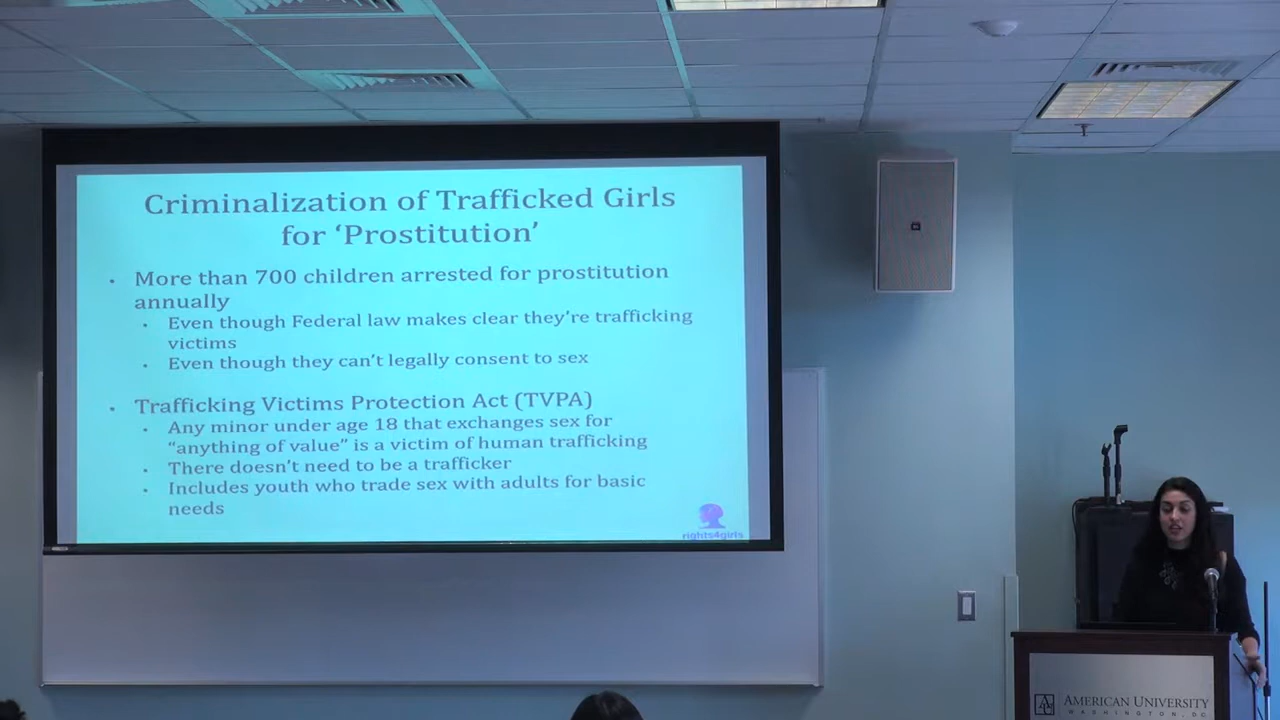 Criminalization of Trafficked Girls
for ‘Prostitution’
• More than 700 children arrested for prostitution
annually
• Even though Federal law makes clear they’re trafficking
victims
• Even though they can’t legally consent to sex
• Trafficking Victims Protection Act (TVPA)
• Any minor under age 18 that exchanges sex for
“anything of value” is a victim of human trafficking
• There doesn’t need to be a trafficker
• Includes youth who trade sex with adults for basic
needs
rights4girls
AMERICAN UNIVERSITY
WASHINGTON, DC